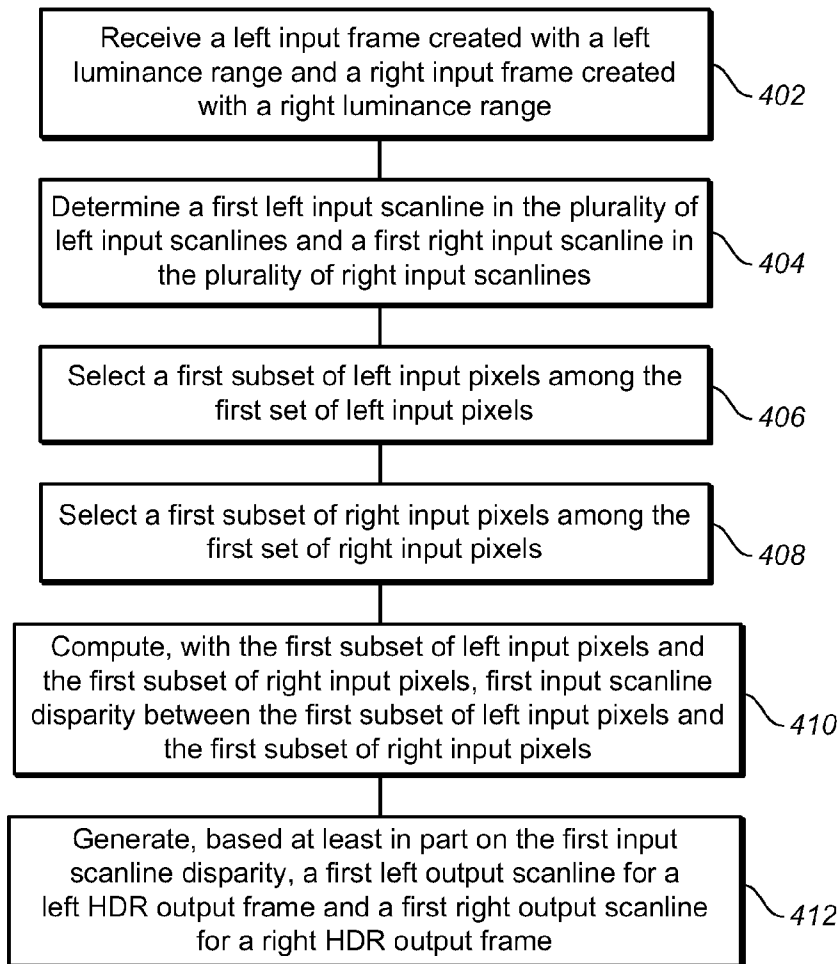 Receive a left input frame created with a left
luminance range and a right input frame created
with a right luminance range
402
Determine a first left input scanline in the plurality of
left input scanlines and a first right input scanline in
the plurality of right input scanlines
404
Select a first subset of left input pixels among the
first set of left input pixels
406
Select a first subset of right input pixels among the
first set of right input pixels
408
Compute, with the first subset of left input pixels and
the first subset of right input pixels, first input scanline
disparity between the first subset of left input pixels and
the first subset of right input pixels
410
Generate, based at least in part on the first input
scanline disparity, a first left output scanline for a
left HDR output frame and a first right output scanline
for a right HDR output frame
412